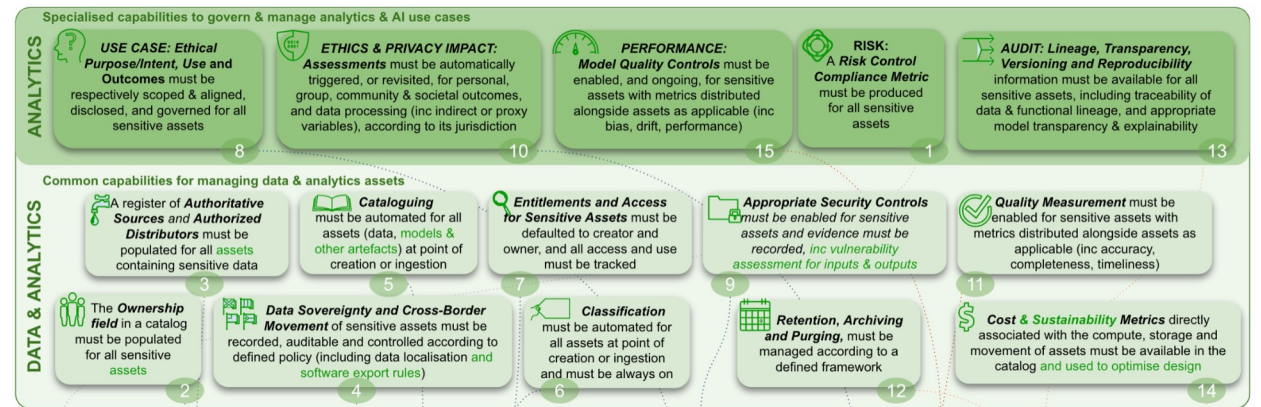 Specialised capabilities to govern & manage analytics & AI use cases
ANALYTICS
USE CASE: Ethical
Purpose/Intent, Use and
Outcomes must be
respectively scoped & aligned,
disclosed, and governed for all
sensitive assets
8
ETHICS & PRIVACY IMPACT:
Assessments must be automatically
triggered, or revisited, for personal,
group, community & societal outcomes,
and data processing (inc indirect or proxy
variables), according to its jurisdiction
10
PERFORMANCE:
Model Quality Controls must be
enabled, and ongoing, for sensitive
assets with metrics distributed
alongside assets as applicable (inc
bias, drift, performance)
15
RISK:
A Risk Control
Compliance Metric
must be produced
for all sensitive
assets
1
AUDIT: Lineage, Transparency,
Versioning and Reproducibility
information must be available for all
sensitive assets, including traceability of
data & functional lineage, and appropriate
model transparency & explainability
13
Common capabilities for managing data & analytics assets
DATA & ANALYTICS
A register of Authoritative
Sources and Authorized
Distributors must be
populated for all assets
containing sensitive data
3
Cataloguing
must be automated for all
assets (data, models &
other artefacts) at point of
creation or ingestion
5
Entitlements and Access
for Sensitive Assets must be
defaulted to creator and
owner, and all access and use
must be tracked
7
Appropriate Security Controls
must be enabled for sensitive
assets and evidence must be
recorded, inc vulnerability
assessment for inputs & outputs
9
Quality Measurement must be
enabled for sensitive assets with
metrics distributed alongside assets as
applicable (inc accuracy,
completeness, timeliness)
11
The Ownership
field in a catalog
must be populated
for all sensitive
assets
2
Data Sovereignty and Cross-Border
Movement of sensitive assets must be
recorded, auditable and controlled according to
defined policy (including data localisation and
software export rules)
4
Classification
must be automated for
all assets at point of
creation or ingestion
and must be always on
6
Retention, Archiving
and Purging, must be
managed according to a
defined framework
12
Cost & Sustainability Metrics directly
associated with the compute, storage and
movement of assets must be available in the
catalog and used to optimise design
14